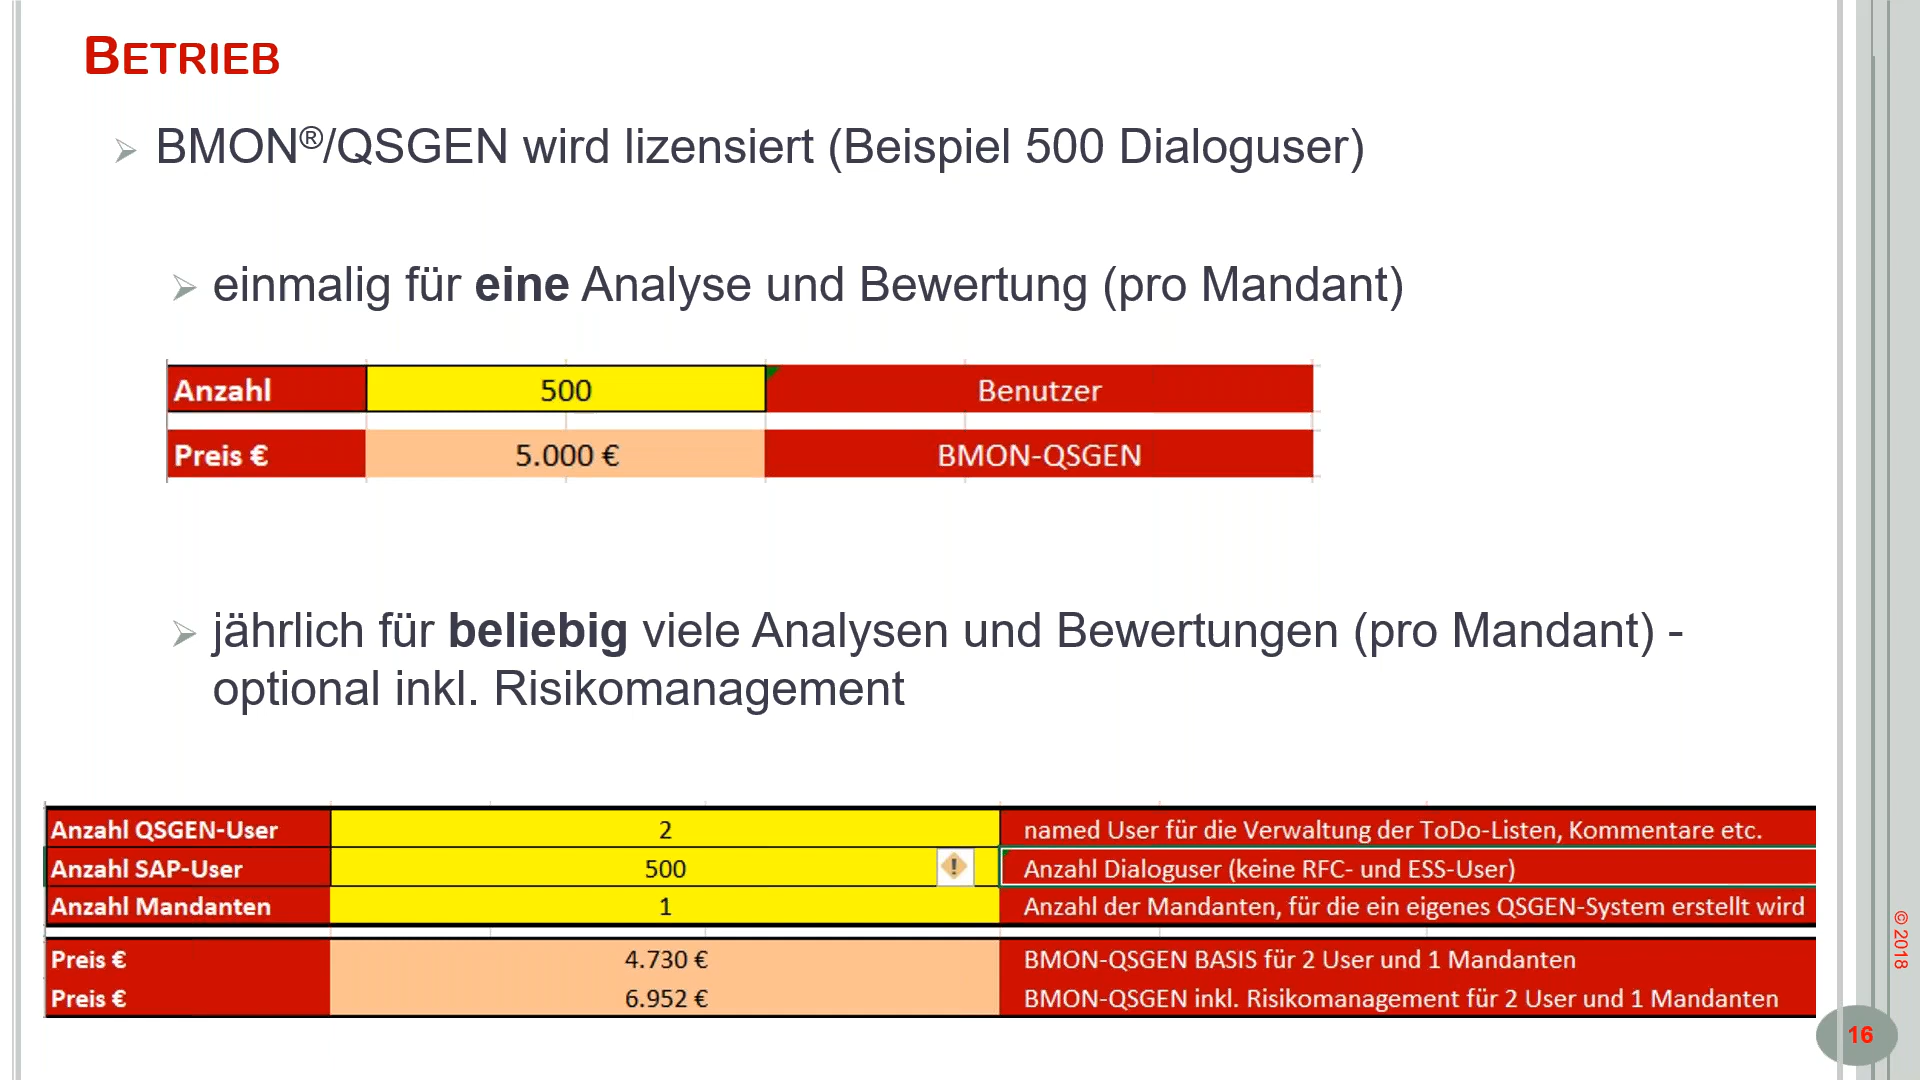 BETRIEB
BMON®/QSGEN wird lizensiert (Beispiel 500 Dialoguser)
einmalig für eine Analyse und Bewertung (pro Mandant)
Anzahl 500 Benutzer
Preis € 5.000 € BMON-QSGEN
jährlich für beliebig viele Analysen und Bewertungen (pro Mandant) -
optional inkl. Risikomanagement
Anzahl QSGEN-User 2 named User für die Verwaltung der ToDo-Listen, Kommentare etc.
Anzahl SAP-User 500 ! Anzahl Dialoguser (keine RFC- und ESS-User)
Anzahl Mandanten 1 Anzahl der Mandanten, für die ein eigenes QSGEN-System erstellt wird
Preis € 4.730 € BMON-QSGEN BASIS für 2 User und 1 Mandanten
Preis € 6.952 € BMON-QSGEN inkl. Risikomanagement für 2 User und 1 Mandanten
© 2018
16